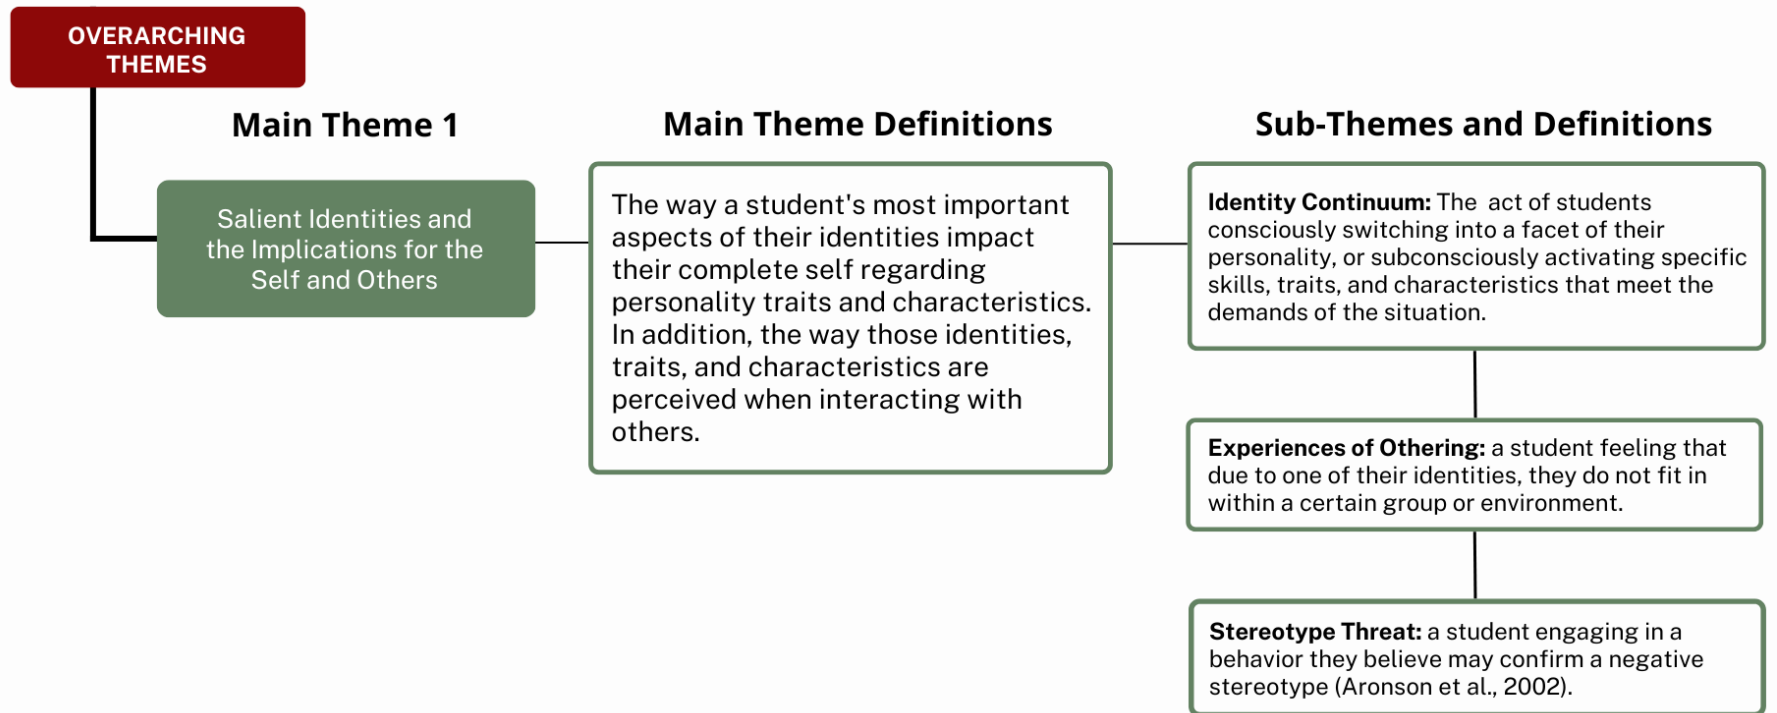 OVERARCHING
THEMES
Main Theme 1
Main Theme Definitions
Sub-Themes and Definitions
Salient Identities and
the Implications for the
Self and Others
The way a student's most important
aspects of their identities impact
their complete self regarding
personality traits and characteristics.
In addition, the way those identities,
traits, and characteristics are
perceived when interacting with
others.
Identity Continuum: The act of students
consciously switching into a facet of their
personality, or subconsciously activating specific
skills, traits, and characteristics that meet the
demands of the situation.
Experiences of Othering: a student feeling that
due to one of their identities, they do not fit in
within a certain group or environment.
Stereotype Threat: a student engaging in a
behavior they believe may confirm a negative
stereotype (Aronson et al., 2002).